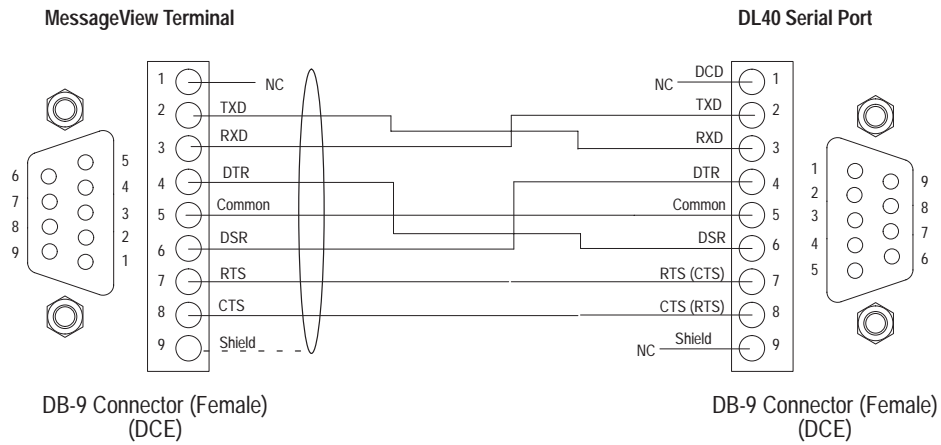 MessageView Terminal
DL40 Serial Port
1 NC
2 TXD
3 RXD
4 DTR
5 Common
6 DSR
7 RTS
8 CTS
9 Shield
NC DCD 1
TXD 2
RXD 3
DTR 4
Common 5
DSR 6
RTS (CTS) 7
CTS (RTS) 8
NC Shield 9
6
7
8
9
5
4
3
2
1
1
2
3
4
5
9
8
7
6
DB-9 Connector (Female)
(DCE)
DB-9 Connector (Female)
(DCE)